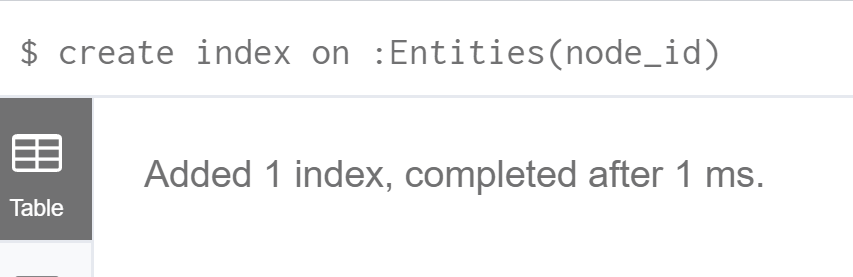 $ create index on :Entities(node_id)
Added 1 index, completed after 1 ms.
Table